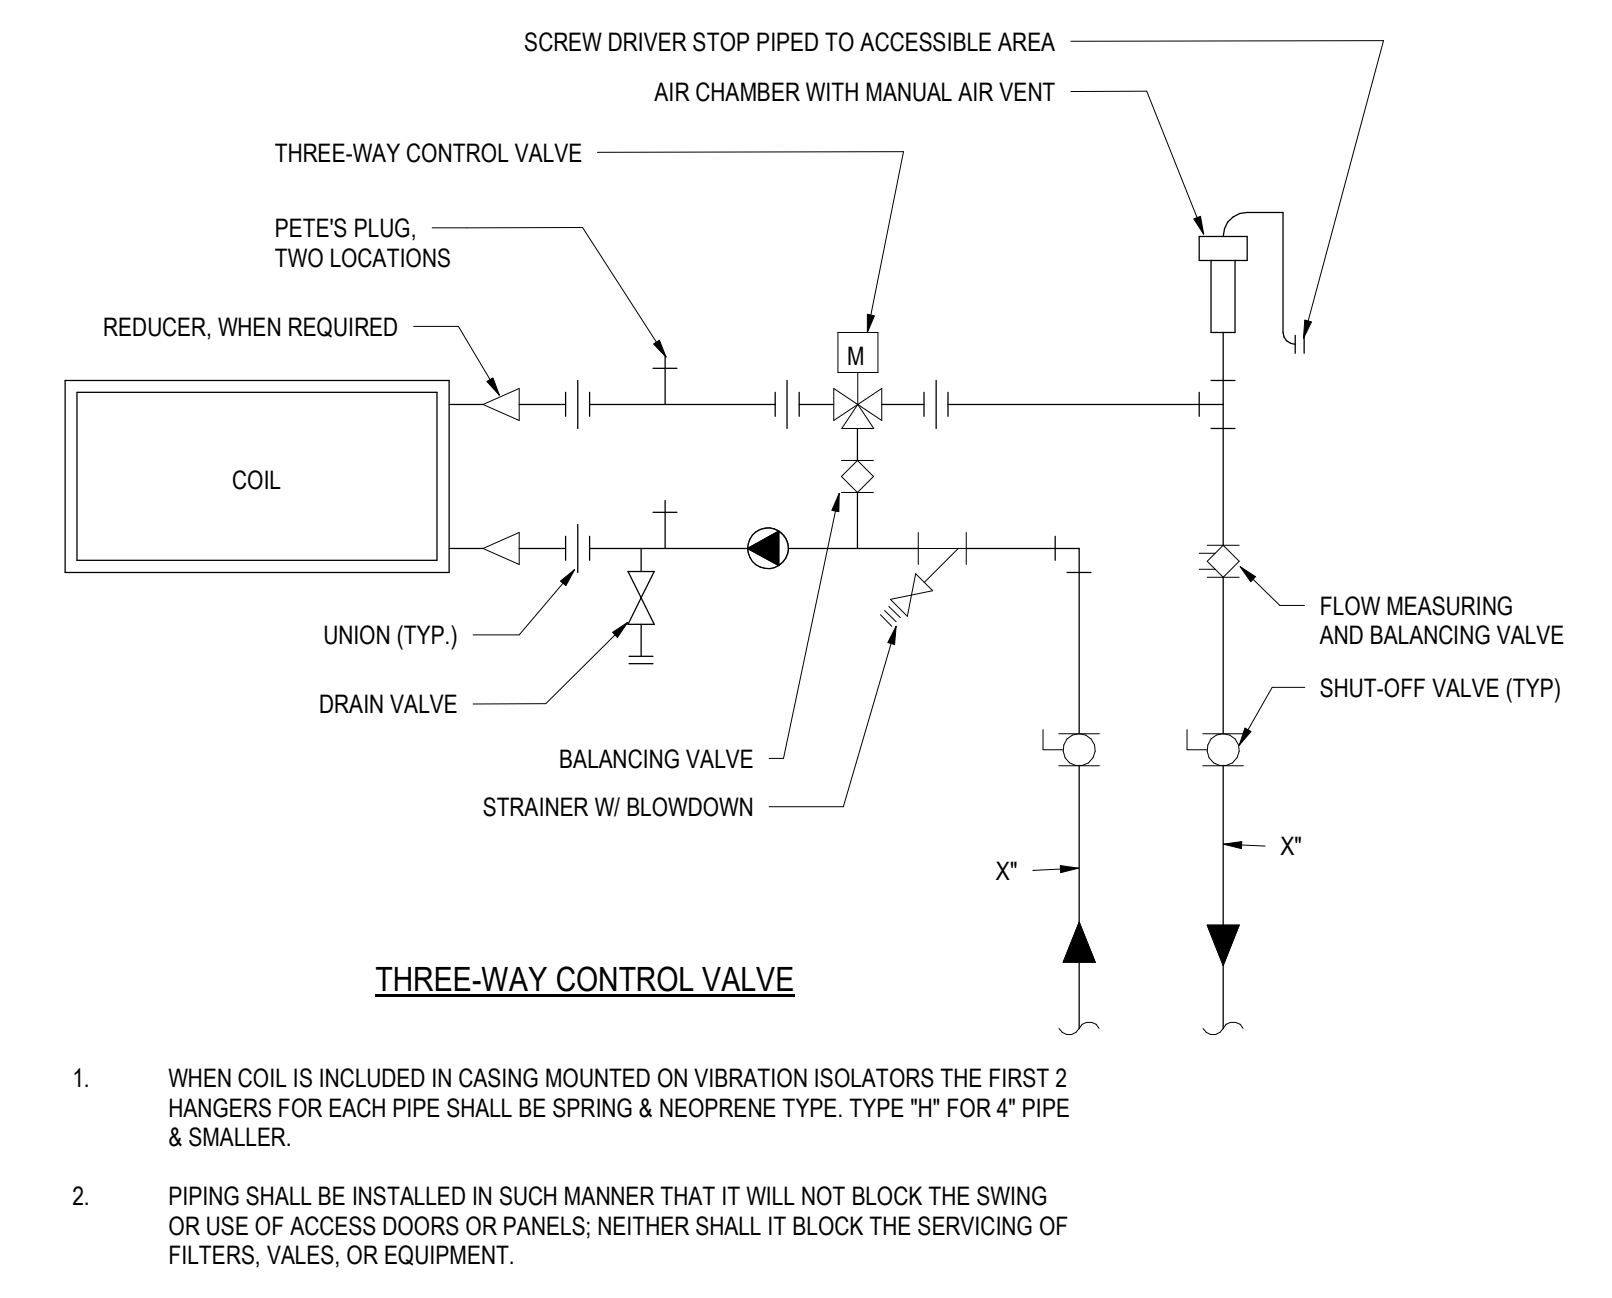 SCREW DRIVER STOP PIPED TO ACCESSIBLE AREA
AIR CHAMBER WITH MANUAL AIR VENT
THREE-WAY CONTROL VALVE
PETE'S PLUG,
TWO LOCATIONS
REDUCER, WHEN REQUIRED
M
COIL
FLOW MEASURING
AND BALANCING VALVE
UNION (TYP.)
SHUT-OFF VALVE (TYP)
DRAIN VALVE
BALANCING VALVE
STRAINER W/ BLOWDOWN
X"
X"
THREE-WAY CONTROL VALVE
1. WHEN COIL IS INCLUDED IN CASING MOUNTED ON VIBRATION ISOLATORS THE FIRST 2
HANGERS FOR EACH PIPE SHALL BE SPRING & NEOPRENE TYPE. TYPE "H" FOR 4" PIPE
& SMALLER.
2. PIPING SHALL BE INSTALLED IN SUCH MANNER THAT IT WILL NOT BLOCK THE SWING
OR USE OF ACCESS DOORS OR PANELS; NEITHER SHALL IT BLOCK THE SERVICING OF
FILTERS, VALES, OR EQUIPMENT.